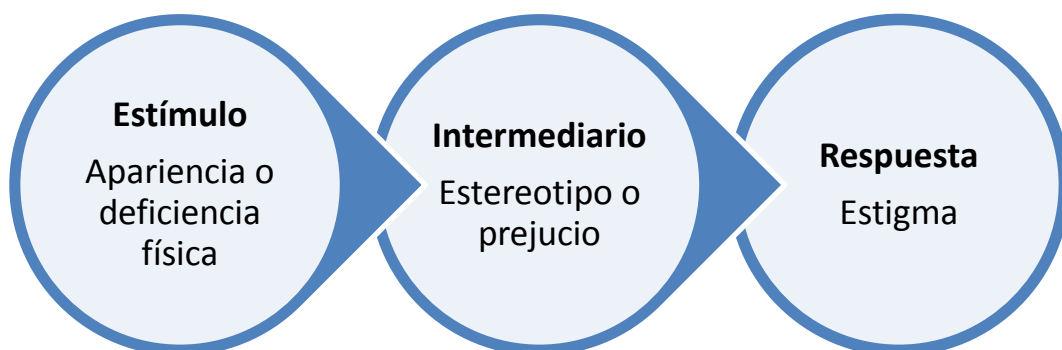 Estímulo
Apariencia o
deficiencia
física
Intermediario
Estereotipo o
prejucio
Respuesta
Estigma